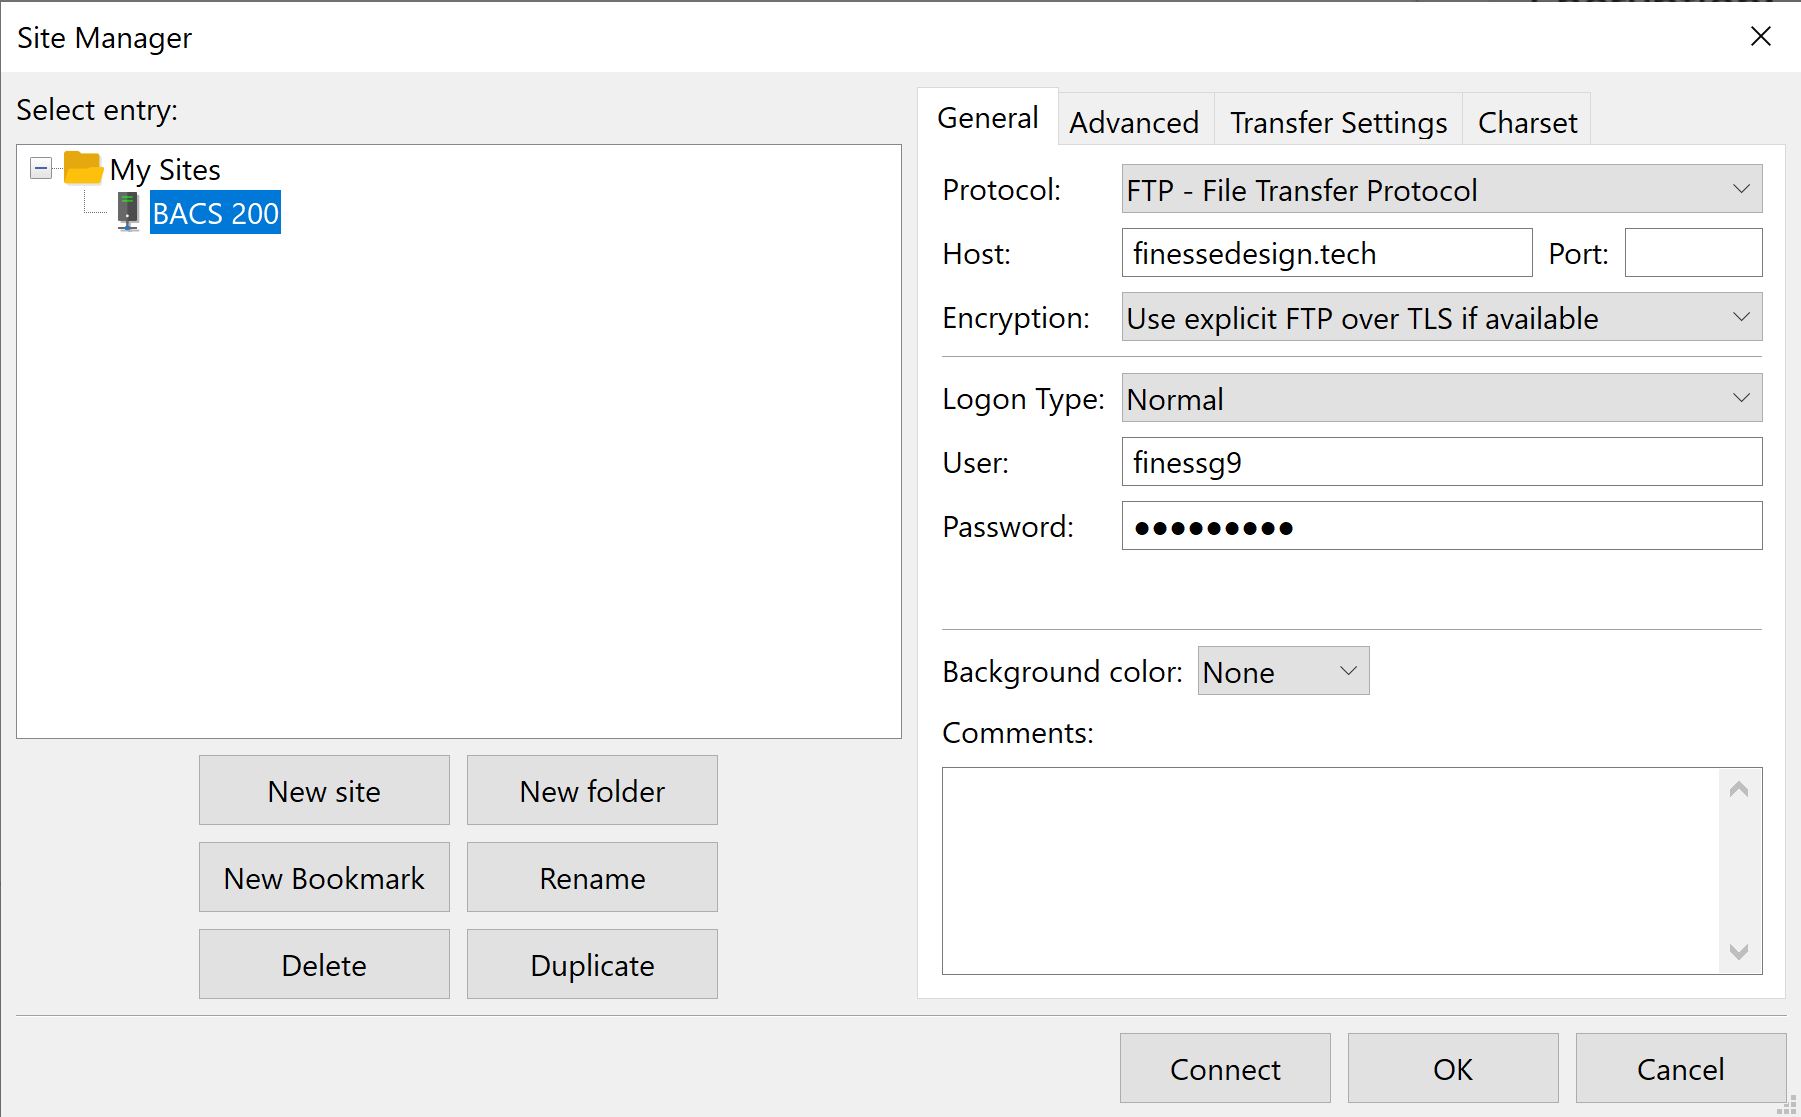 Site Manager
Select entry:
My Sites
BACS 200
New site
New folder
New Bookmark
Rename
Delete
Duplicate
General
Advanced
Transfer Settings
Charset
Protocol:
FTP - File Transfer Protocol
Host:
finessedesign.tech
Port:
Encryption:
Use explicit FTP over TLS if available
Logon Type:
Normal
User:
finessg9
Password:
●●●●●●●●●
Background color:
None
Comments:
Connect
OK
Cancel